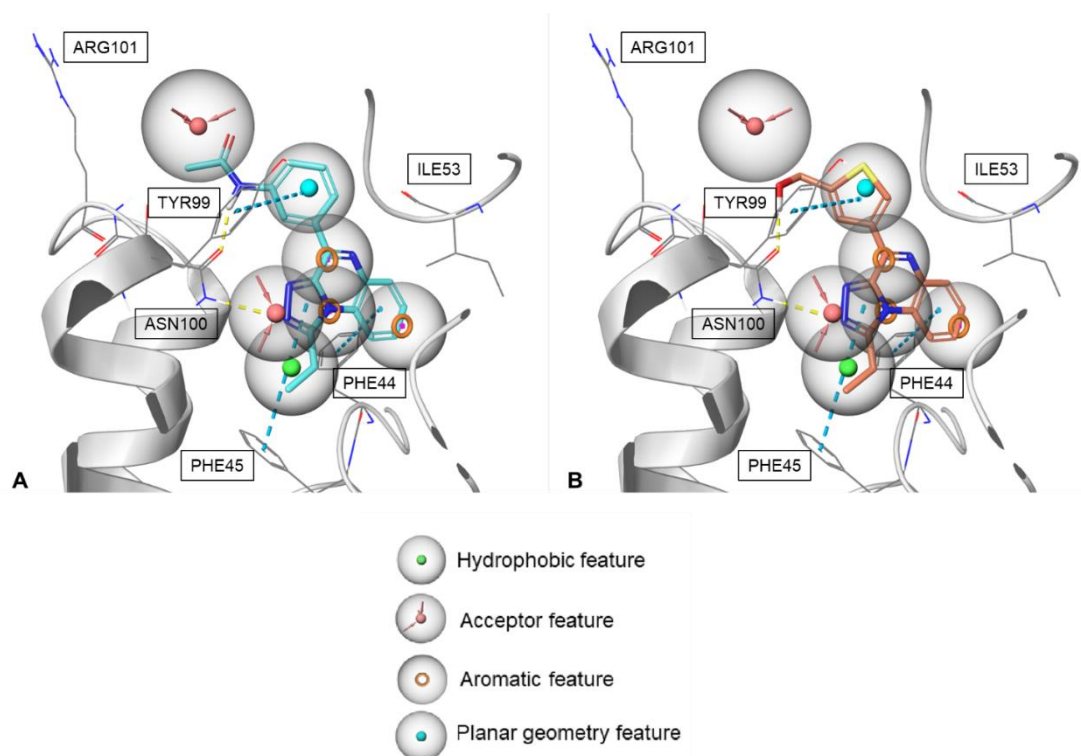 ARG101
ILE53
TYR99
ASN100
PHE44
PHE45
A
ARG101
ILE53
TYR99
ASN100
PHE44
PHE45
B
Hydrophobic feature
Acceptor feature
Aromatic feature
Planar geometry feature